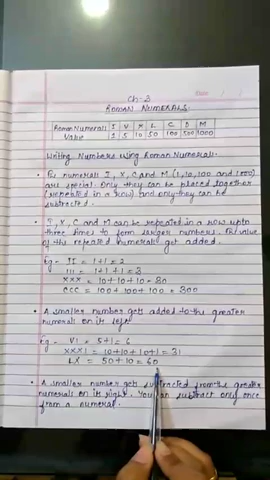 Date / /
Ch-3
ROMAN NUMERALS
Roman Numerals I V X L C D M
Value 1 5 10 50 100 500 1000
Writing Numbers using Roman Numerals.
• numerals I, X, C and M (1, 10, 100 and 1000)
are special. Only they can be placed together
(repeated in a row) and only they can be
subtracted.
• I, X, C and M can be repeated in a row upto
three times to form larger numbers. value
of the repeated numerals get added.
Eg - II = 1+1 = 2
III = 1+1+1 = 3
XXX = 10+10+10 = 30
CCC = 100+100+100 = 300
• A smaller number gets added to the greater
numeral on its left
Eg - VI = 5+1 = 6
XXXI = 10+10+10+1 = 31
LX = 50+10 = 60
• A smaller number gets subtracted from the greater
numerals on its right. You can subtract only once
from a numeral.